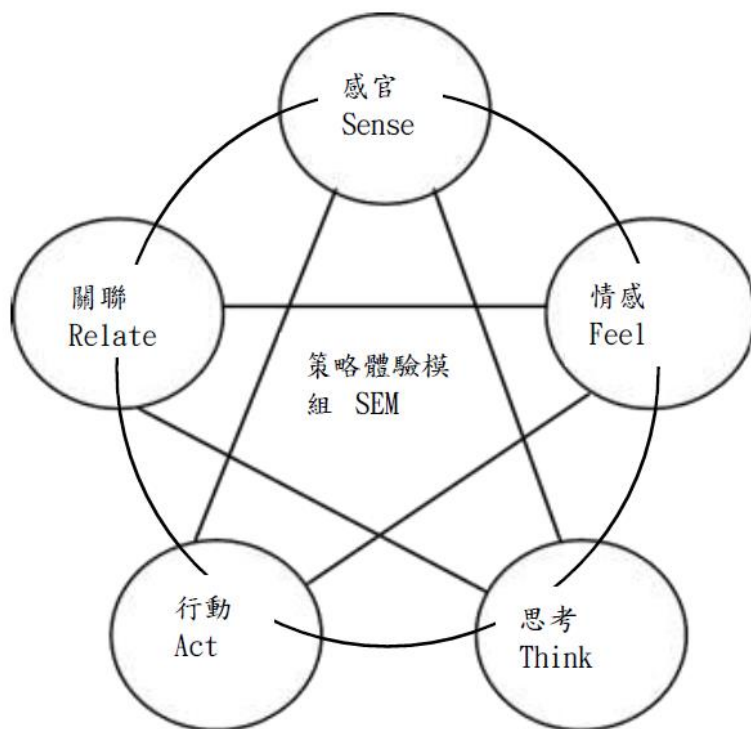 感官
Sense
關聯
Relate
情感
Feel
策略體驗模
組 SEM
行動
Act
思考
Think